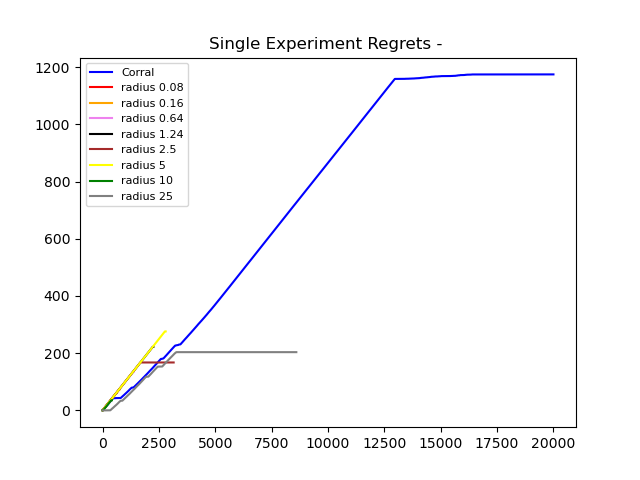 Single Experiment Regrets -
1200
1000
800
600
400
200
0
Corral
radius 0.08
radius 0.16
radius 0.64
radius 1.24
radius 2.5
radius 5
radius 10
radius 25
0 2500 5000 7500 10000 12500 15000 17500 20000